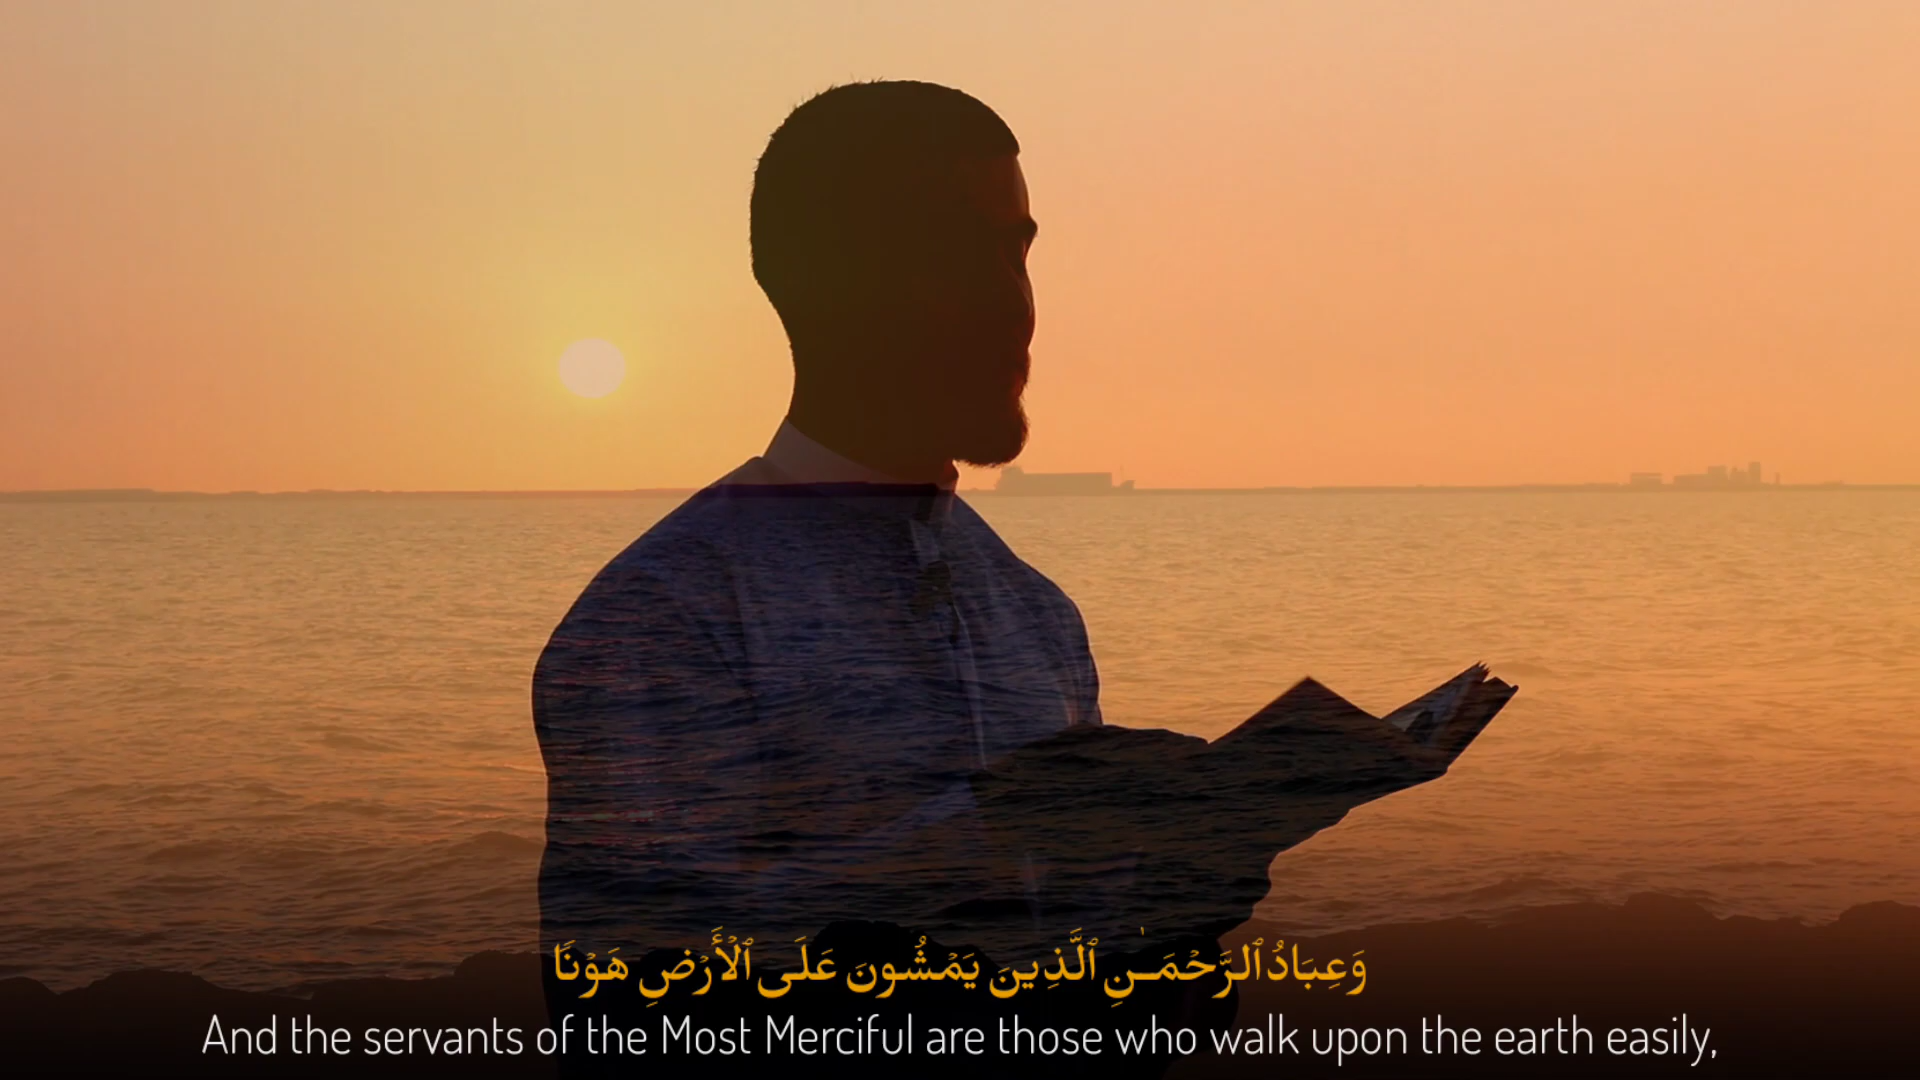 وَعِبَادُ ٱلرَّحْمَـٰنِ ٱلَّذِينَ يَمْشُونَ عَلَى ٱلْأَرْضِ هَوْنًا
And the servants of the Most Merciful are those who walk upon the earth easily,